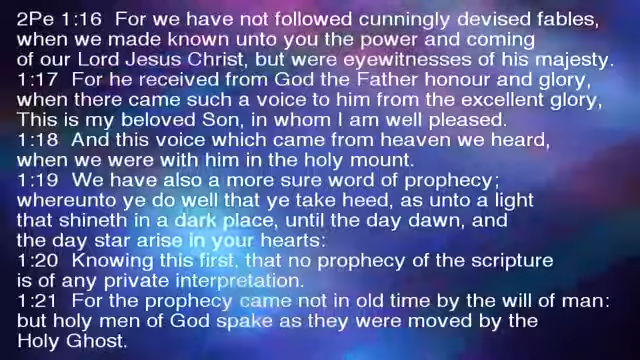 2Pe 1:16  For we have not followed cunningly devised fables,
when we made known unto you the power and coming
of our Lord Jesus Christ, but were eyewitnesses of his majesty.
1:17  For he received from God the Father honour and glory,
when there came such a voice to him from the excellent glory,
This is my beloved Son, in whom I am well pleased.
1:18  And this voice which came from heaven we heard,
when we were with him in the holy mount.
1:19  We have also a more sure word of prophecy;
whereunto ye do well that ye take heed, as unto a light
that shineth in a dark place, until the day dawn, and
the day star arise in your hearts:
1:20  Knowing this first, that no prophecy of the scripture
is of any private interpretation.
1:21  For the prophecy came not in old time by the will of man:
but holy men of God spake as they were moved by the
Holy Ghost.